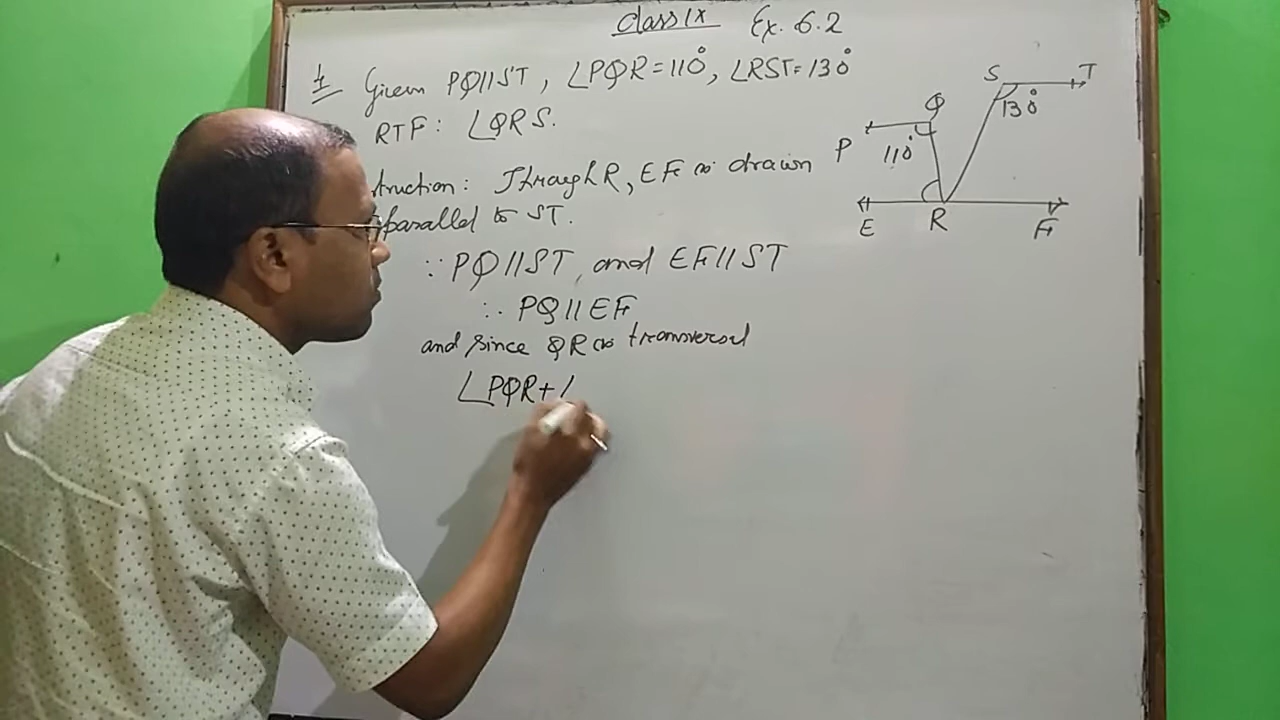 Class IX Ex. 6.2
1 Given PQ//ST, ∠PQR=110°, ∠RST=130°
RTF: ∠QRS.
truction: Through R, EF is drawn
parallel to ST.
∵ PQ//ST, and EF//ST
∴ PQ//EF
and since QR is transversal
∠PQR+∠
S T
Q 130°
P 110°
E R F